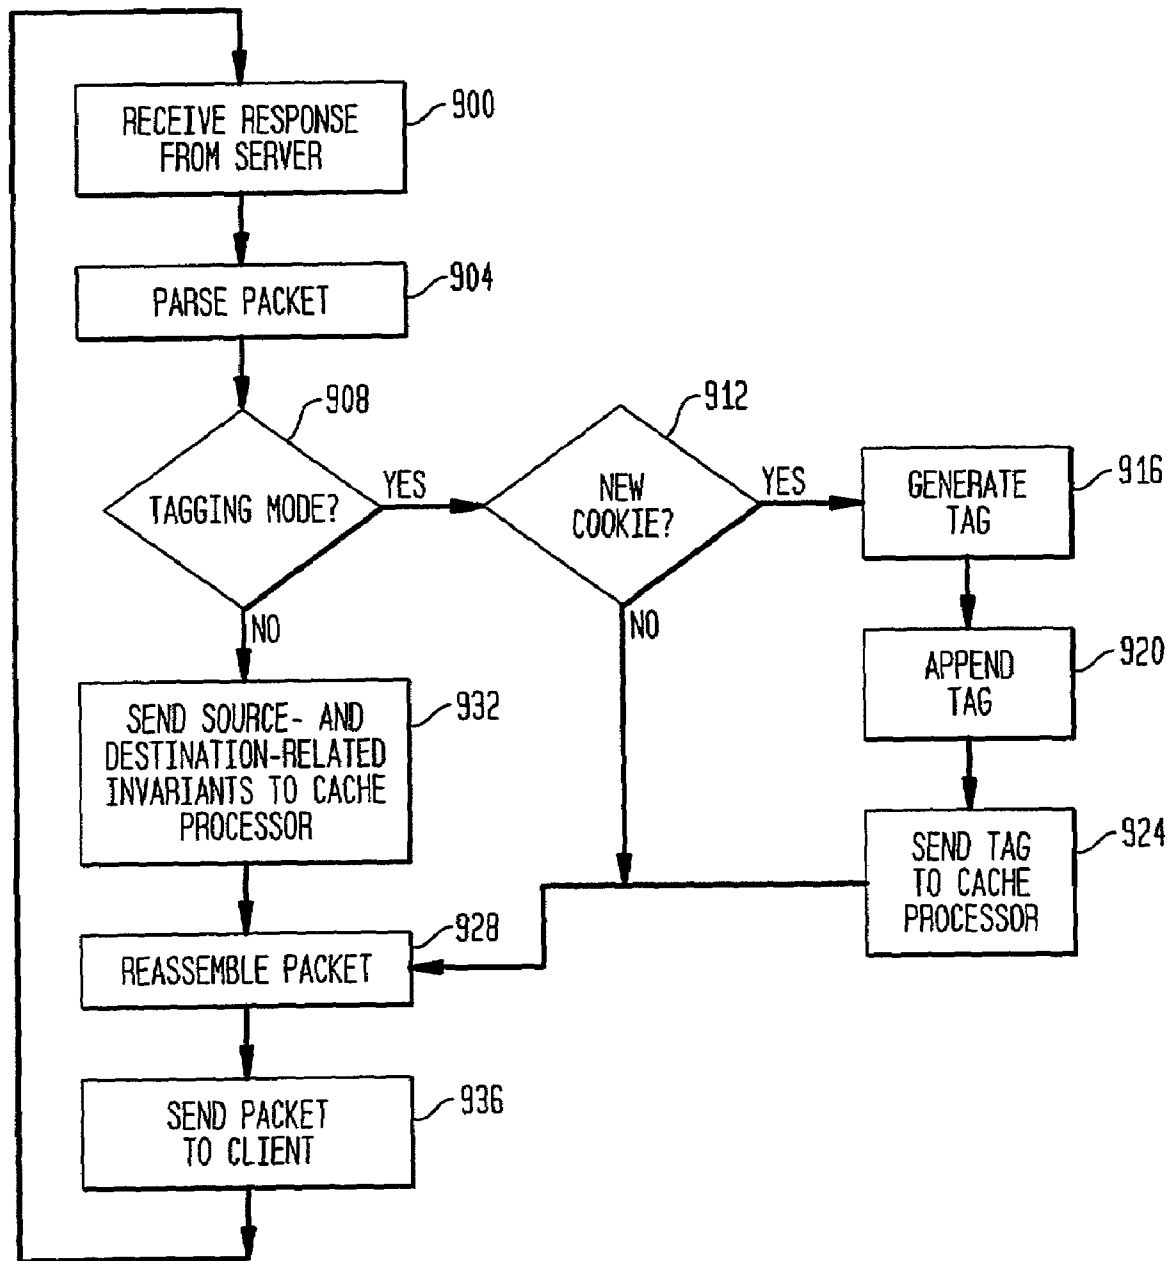 RECEIVE RESPONSE
FROM SERVER
900
PARSE PACKET
904
908
TAGGING MODE?
YES
NO
912
NEW
COOKIE?
YES
NO
GENERATE
TAG
916
APPEND
TAG
920
SEND TAG
TO CACHE
PROCESSOR
924
SEND SOURCE- AND
DESTINATION-RELATED
INVARIANTS TO CACHE
PROCESSOR
932
928
REASSEMBLE PACKET
SEND PACKET
TO CLIENT
936